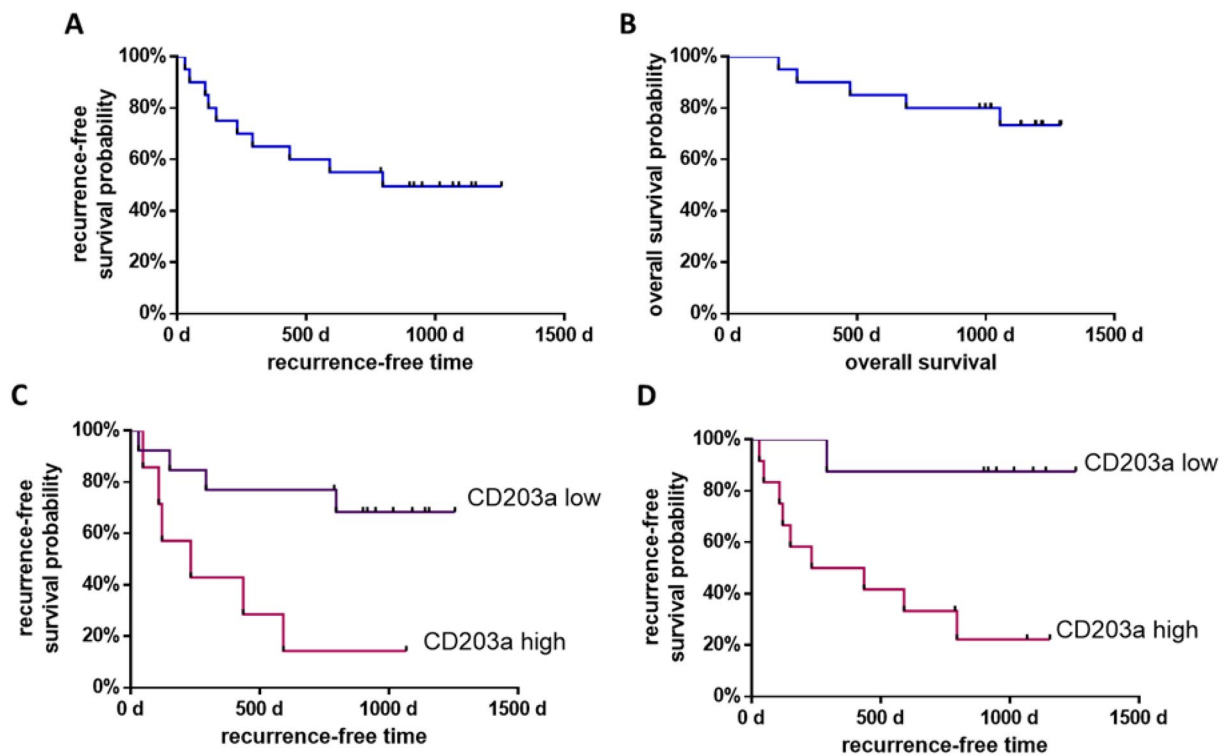 A
recurrence-free
survival probability
100%
80%
60%
40%
20%
0%
0 d
500 d
1000 d
1500 d
recurrence-free time
B
overall survival probability
100%
80%
60%
40%
20%
0%
0 d
500 d
1000 d
1500 d
overall survival
C
recurrence-free
survival probability
100%
80%
60%
40%
20%
0%
CD203a low
CD203a high
0 d
500 d
1000 d
1500 d
recurrence-free time
D
recurrence-free
survival probability
100%
80%
60%
40%
20%
0%
CD203a low
CD203a high
0 d
500 d
1000 d
1500 d
recurrence-free time